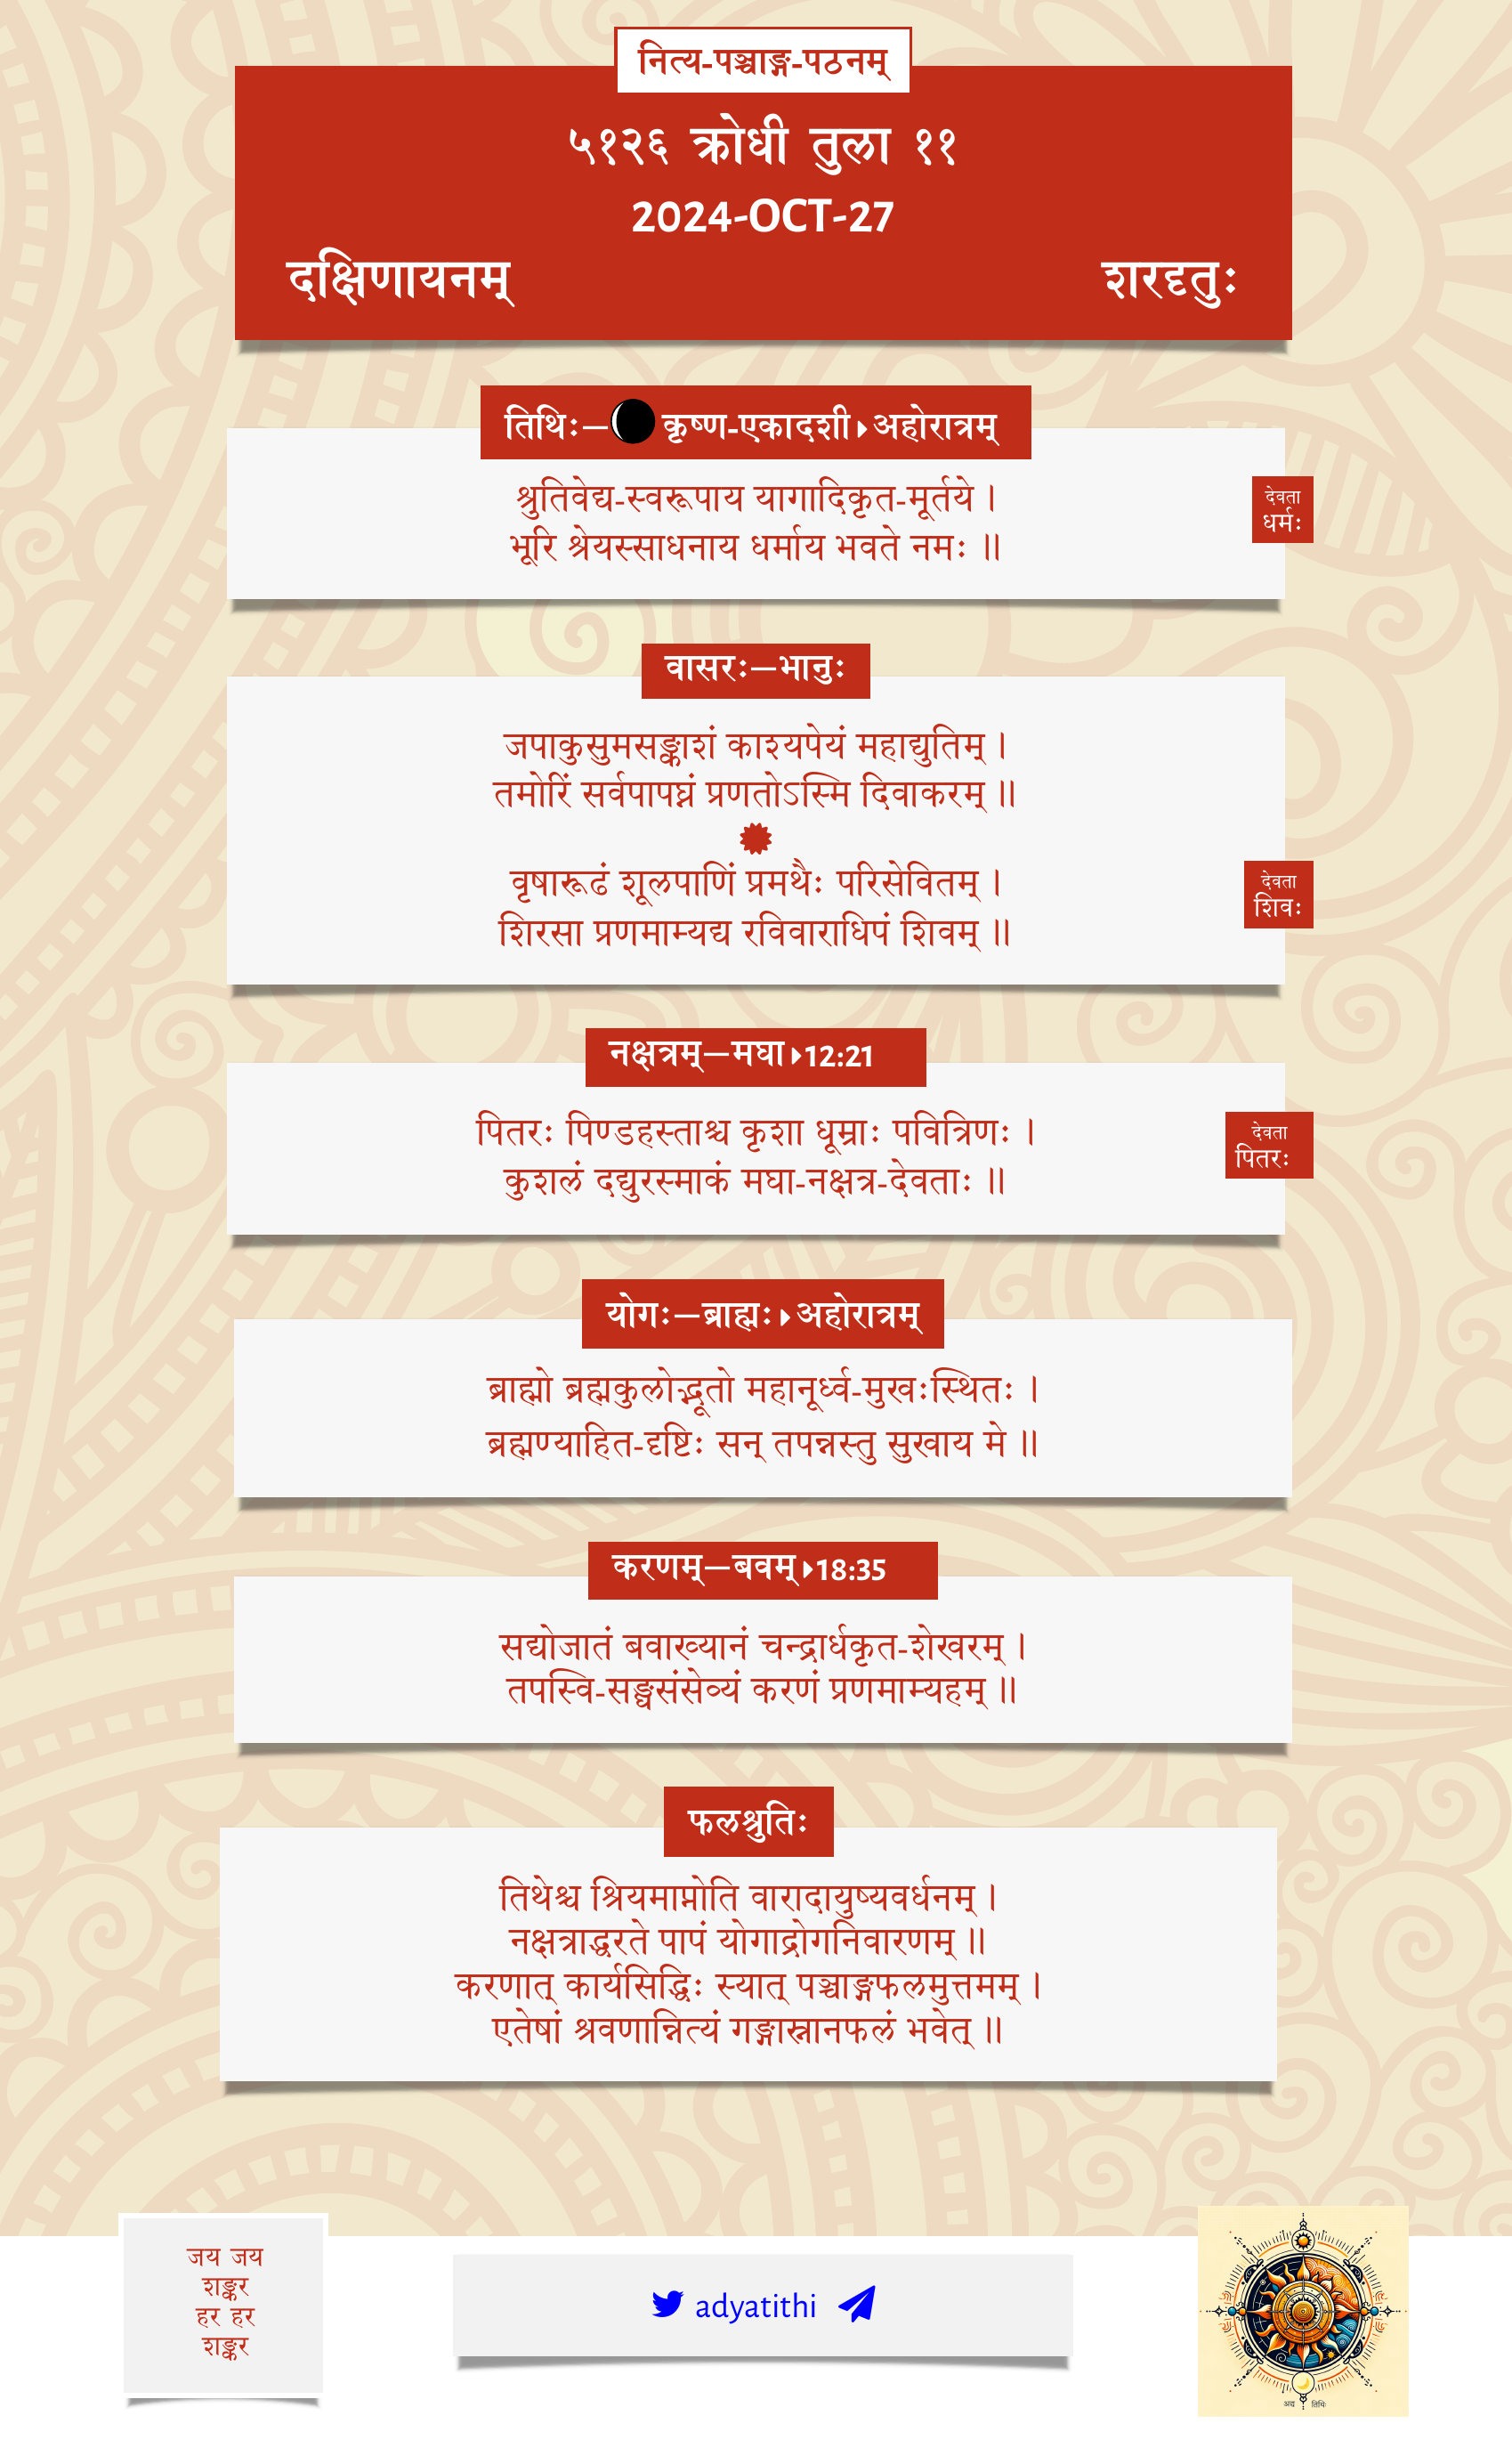 नित्य-पञ्चाङ्ग-पठनम्
५१२६ क्रोधी तुला ११
2024-OCT-27
दक्षिणायनम् शरदृतुः
तिथिः—कृष्ण-एकादशी▸अहोरात्रम्
श्रुतिवेद्य-स्वरूपाय यागादिकृत-मूर्तये ।
भूरि श्रेयस्साधनाय धर्माय भवते नमः ॥
देवता
धर्मः
वासरः—भानुः
जपाकुसुमसङ्काशं काश्यपेयं महाद्युतिम् ।
तमोरिं सर्वपापघ्नं प्रणतोऽस्मि दिवाकरम् ॥
वृषारूढं शूलपाणिं प्रमथैः परिसेवितम् ।
शिरसा प्रणमाम्यद्य रविवाराधिपं शिवम् ॥
देवता
शिवः
नक्षत्रम्—मघा▸12:21
पितरः पिण्डहस्ताश्च कृशा धूम्राः पवित्रिणः ।
कुशलं दद्युरस्माकं मघा-नक्षत्र-देवताः ॥
देवता
पितरः
योगः—ब्राह्मः▸अहोरात्रम्
ब्राह्मो ब्रह्मकुलोद्भूतो महानूर्ध्व-मुखःस्थितः ।
ब्रह्मण्याहित-दृष्टिः सन् तपन्नस्तु सुखाय मे ॥
करणम्—बवम्▸18:35
सद्योजातं बवाख्यानं चन्द्रार्धकृत-शेखरम् ।
तपस्वि-सङ्घसंसेव्यं करणं प्रणमाम्यहम् ॥
फलश्रुतिः
तिथेश्च श्रियमाप्नोति वारादायुष्यवर्धनम् ।
नक्षत्राद्धरते पापं योगाद्रोगनिवारणम् ॥
करणात् कार्यसिद्धिः स्यात् पञ्चाङ्गफलमुत्तमम् ।
एतेषां श्रवणान्नित्यं गङ्गास्नानफलं भवेत् ॥
जय जय
शङ्कर
हर हर
शङ्कर
adyatithi
अद्य तिथिः